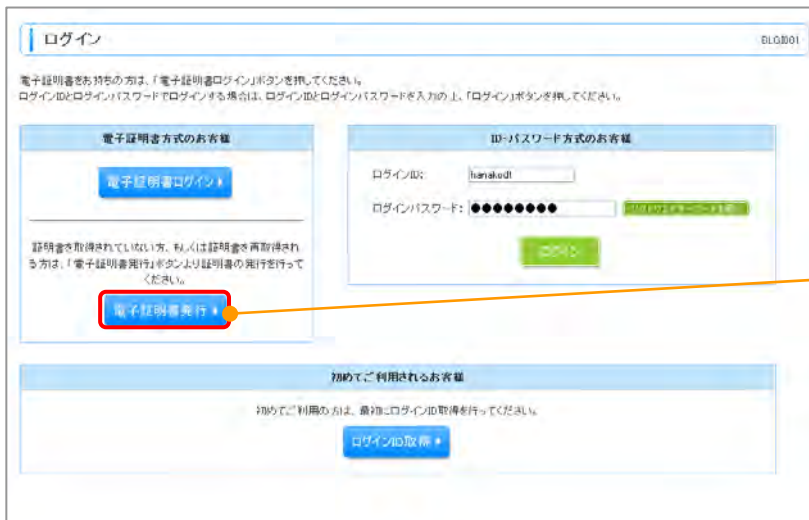 ログイン
BLGI001
電子証明書をお持ちの方は、「電子証明書ログイン」ボタンを押してください。
ログインIDとログインパスワードでログインする場合は、ログインIDとログインパスワードを入力の上、「ログイン」ボタンを押してください。
電子証明書方式のお客様
電子証明書ログイン
証明書を取得されていない方、もしくは証明書を再取得され
る方は、「電子証明書発行」ボタンより証明書の発行を行って
ください。
電子証明書発行
ID・パスワード方式のお客様
ログインID:
ログインパスワード: ●●●●●●●●
ログイン
初めてご利用されるお客様
初めてご利用の方は、最初にログインID取得を行ってください。
ログインID取得